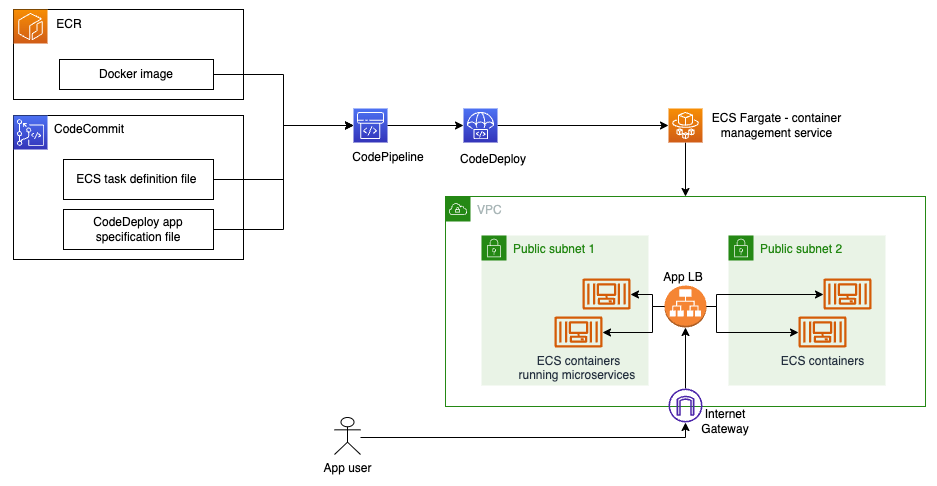 ECR
Docker image
CodeCommit
ECS task definition file
CodeDeploy app
specification file
CodePipeline
CodeDeploy
ECS Fargate - container
management service
VPC
Public subnet 1
App LB
Public subnet 2
ECS containers
running microservices
ECS containers
Internet
Gateway
App user